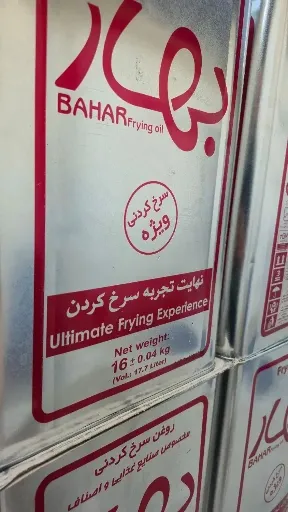 بهار
BAHAR Frying oil
سرخ کردنی
ویژه
نهایت تجربه سرخ کردن
Ultimate Frying Experience
Net weight:
16 ± 0.04 kg
(Vol.: 17.7 Liter)
روغن سرخ کردنی
مخصوص صنایع غذایی و اصناف
بهار
BAHAR